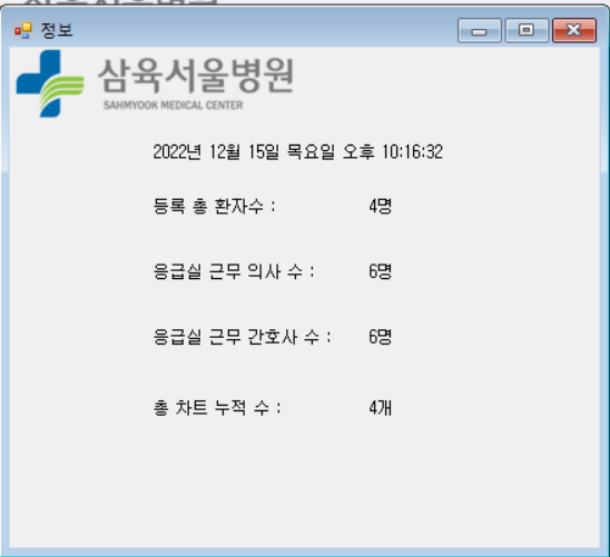 정보
삼육서울병원
SAHMYOOK MEDICAL CENTER
2022년 12월 15일 목요일 오후 10:16:32
등록 총 환자수 : 4명
응급실 근무 의사 수 : 6명
응급실 근무 간호사 수 : 6명
총 차트 누적 수 : 4개